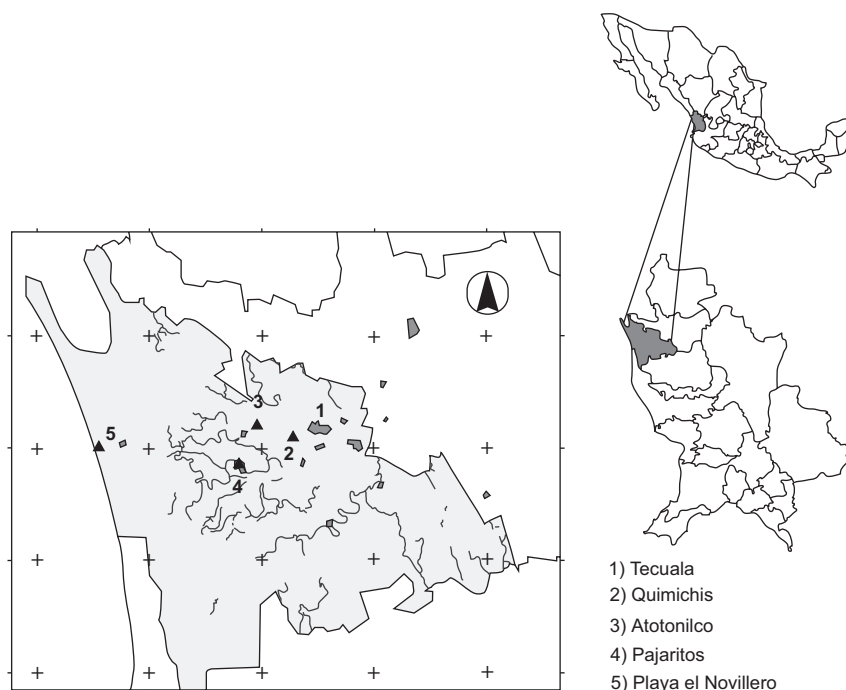 3
1
5
2
4
1) Tecuala
2) Quimichis
3) Atotonilco
4) Pajaritos
5) Playa el Novillero